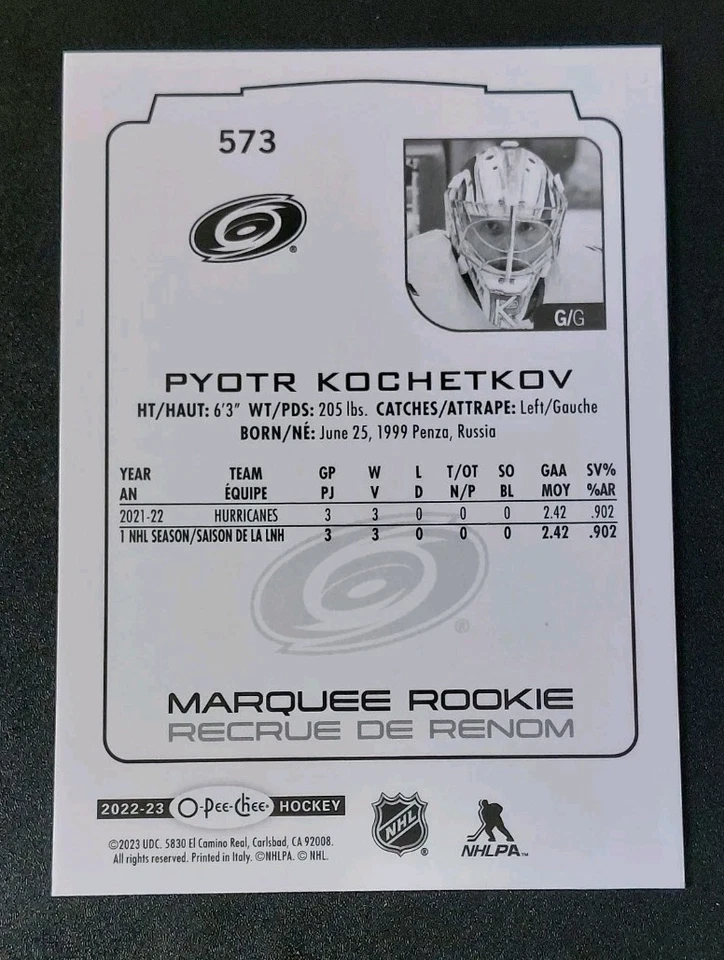 573
®
K
G/G
PYOTR KOCHETKOV
HT/HAUT: 6'3" WT/PDS: 205 lbs. CATCHES/ATTRAPE: Left/Gauche
BORN/NÉ: June 25, 1999 Penza, Russia
YEAR TEAM GP W L T/OT SO GAA SV%
AN ÉQUIPE PJ V D N/P BL MOY %AR
2021-22 HURRICANES 3 3 0 0 0 2.42 .902
1 NHL SEASON/SAISON DE LA LNH 3 3 0 0 0 2.42 .902
®
MARQUEE ROOKIE
RECRUE DE RENOM
2022-23 O-Pee-Chee HOCKEY
NHL ®
NHLPA™
©2023 UDC. 5830 El Camino Real, Carlsbad, CA 92008.
All rights reserved. Printed in Italy. ©NHLPA. © NHL.